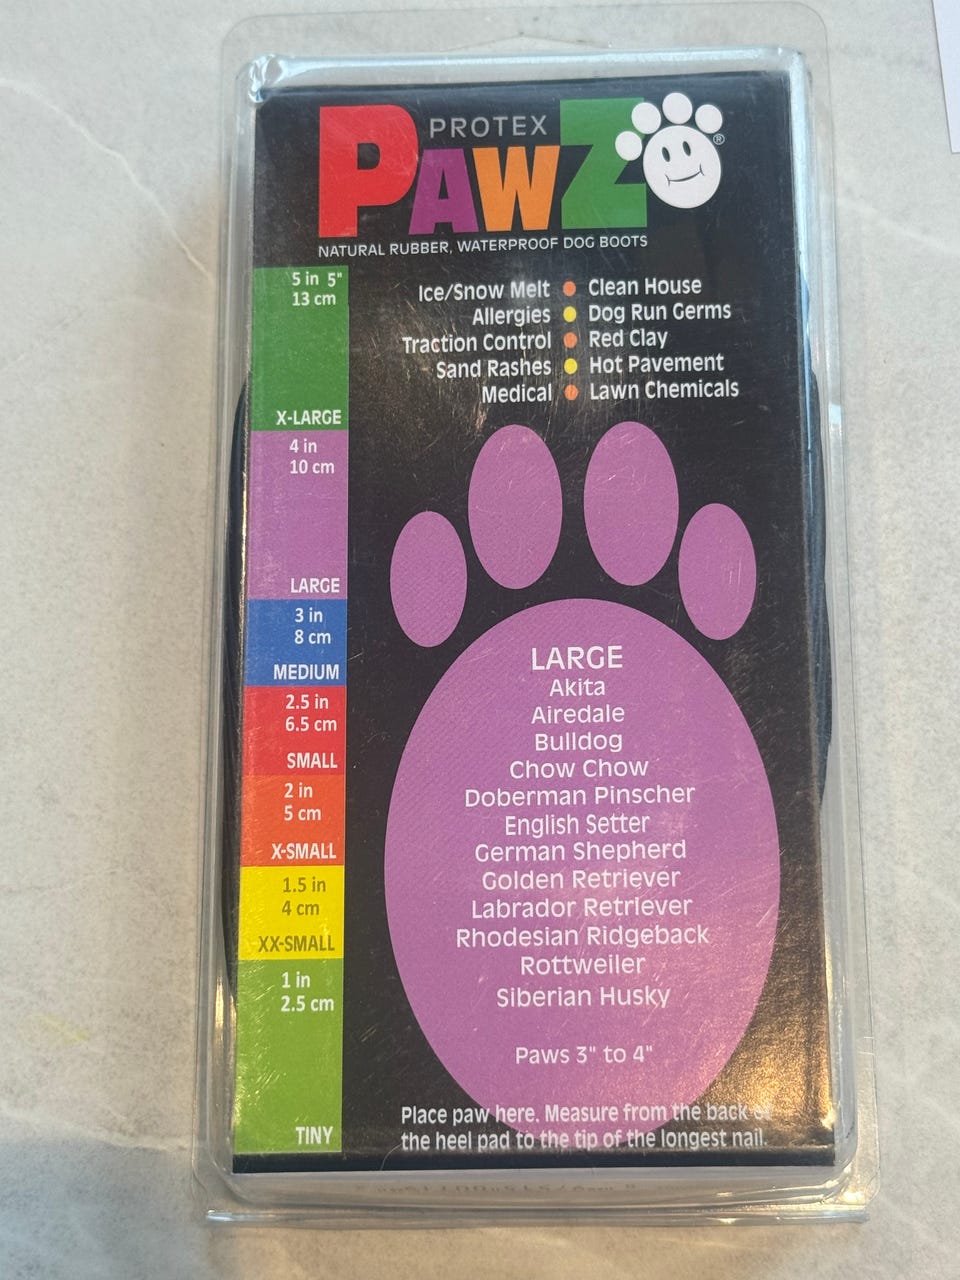 PROTEX
PAWZ®
NATURAL RUBBER, WATERPROOF DOG BOOTS
Ice/Snow Melt • Clean House
Allergies • Dog Run Germs
Traction Control • Red Clay
Sand Rashes • Hot Pavement
Medical • Lawn Chemicals
5 in 5"
13 cm
X-LARGE
4 in
10 cm
LARGE
3 in
8 cm
MEDIUM
2.5 in
6.5 cm
SMALL
2 in
5 cm
X-SMALL
1.5 in
4 cm
XX-SMALL
1 in
2.5 cm
TINY
LARGE
Akita
Airedale
Bulldog
Chow Chow
Doberman Pinscher
English Setter
German Shepherd
Golden Retriever
Labrador Retriever
Rhodesian Ridgeback
Rottweiler
Siberian Husky
Paws 3" to 4"
Place paw here. Measure from the back of
the heel pad to the tip of the longest nail.